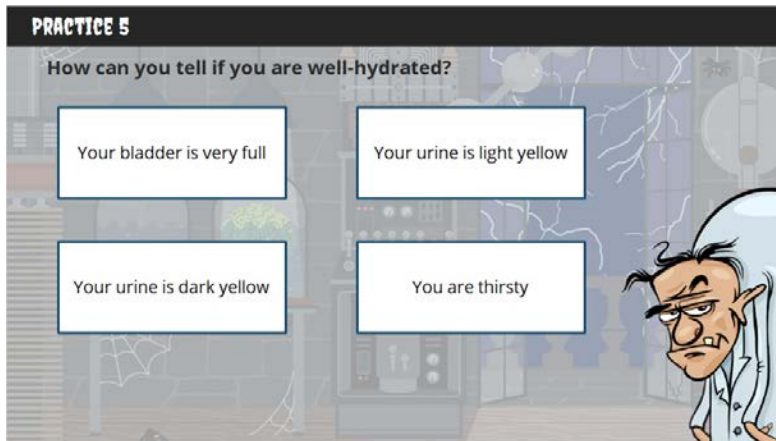 PRACTICE 5
How can you tell if you are well-hydrated?
Your bladder is very full
Your urine is light yellow
Your urine is dark yellow
You are thirsty